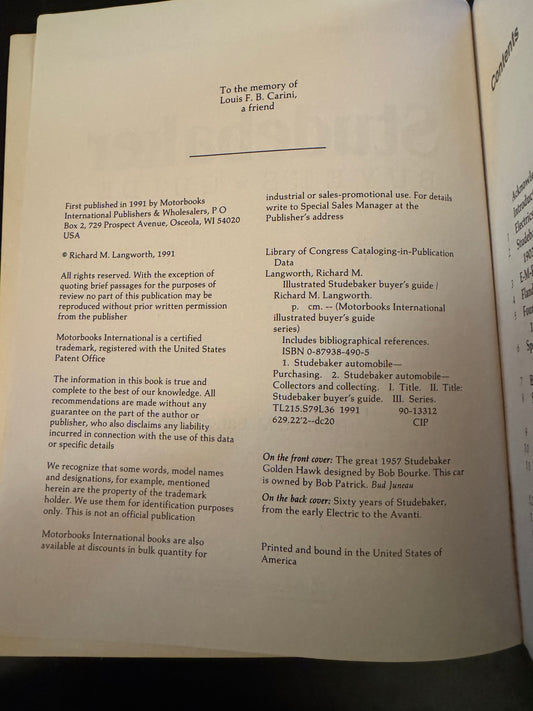 To the memory of
Louis F. B. Carini,
a friend
First published in 1991 by Motorbooks
International Publishers & Wholesalers, P O
Box 2, 729 Prospect Avenue, Osceola, WI 54020
USA
© Richard M. Langworth, 1991
All rights reserved. With the exception of
quoting brief passages for the purposes of
review no part of this publication may be
reproduced without prior written permission
from the publisher
Motorbooks International is a certified
trademark, registered with the United States
Patent Office
The information in this book is true and
complete to the best of our knowledge. All
recommendations are made without any
guarantee on the part of the author or
publisher, who also disclaims any liability
incurred in connection with the use of this data
or specific details
We recognize that some words, model names
and designations, for example, mentioned
herein are the property of the trademark
holder. We use them for identification purposes
only. This is not an official publication
Motorbooks International books are also
available at discounts in bulk quantity for
industrial or sales-promotional use. For details
write to Special Sales Manager at the
Publisher's address
Library of Congress Cataloging-in-Publication
Data
Langworth, Richard M.
Illustrated Studebaker buyer's guide /
Richard M. Langworth.
p. cm. -- (Motorbooks International
illustrated buyer's guide
series)
Includes bibliographical references.
ISBN 0-87938-490-5
1. Studebaker automobile—
Purchasing. 2. Studebaker automobile—
Collectors and collecting. I. Title. II. Title:
Studebaker buyer's guide. III. Series.
TL215.S79L36 1991 90-13312
629.22'2--dc20 CIP
On the front cover: The great 1957 Studebaker
Golden Hawk designed by Bob Bourke. This car
is owned by Bob Patrick. Bud Juneau
On the back cover: Sixty years of Studebaker,
from the early Electric to the Avanti.
Printed and bound in the United States of
America
Contents
1
2
3 E-M-
4
5
6
7
8
9
10